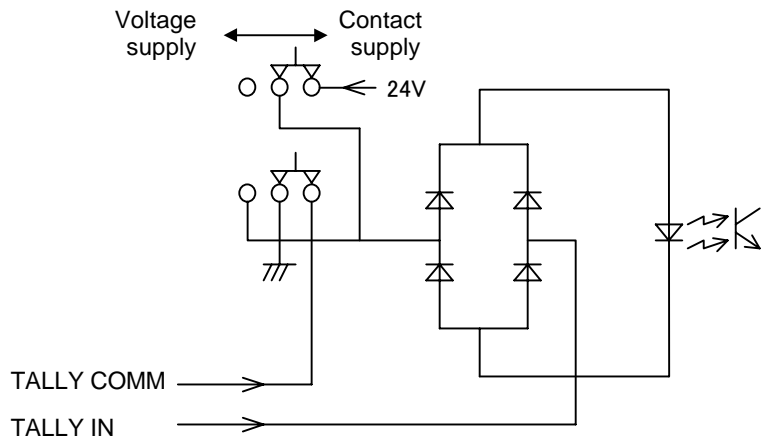 Voltage
supply
Contact
supply
24V
TALLY COMM
TALLY IN